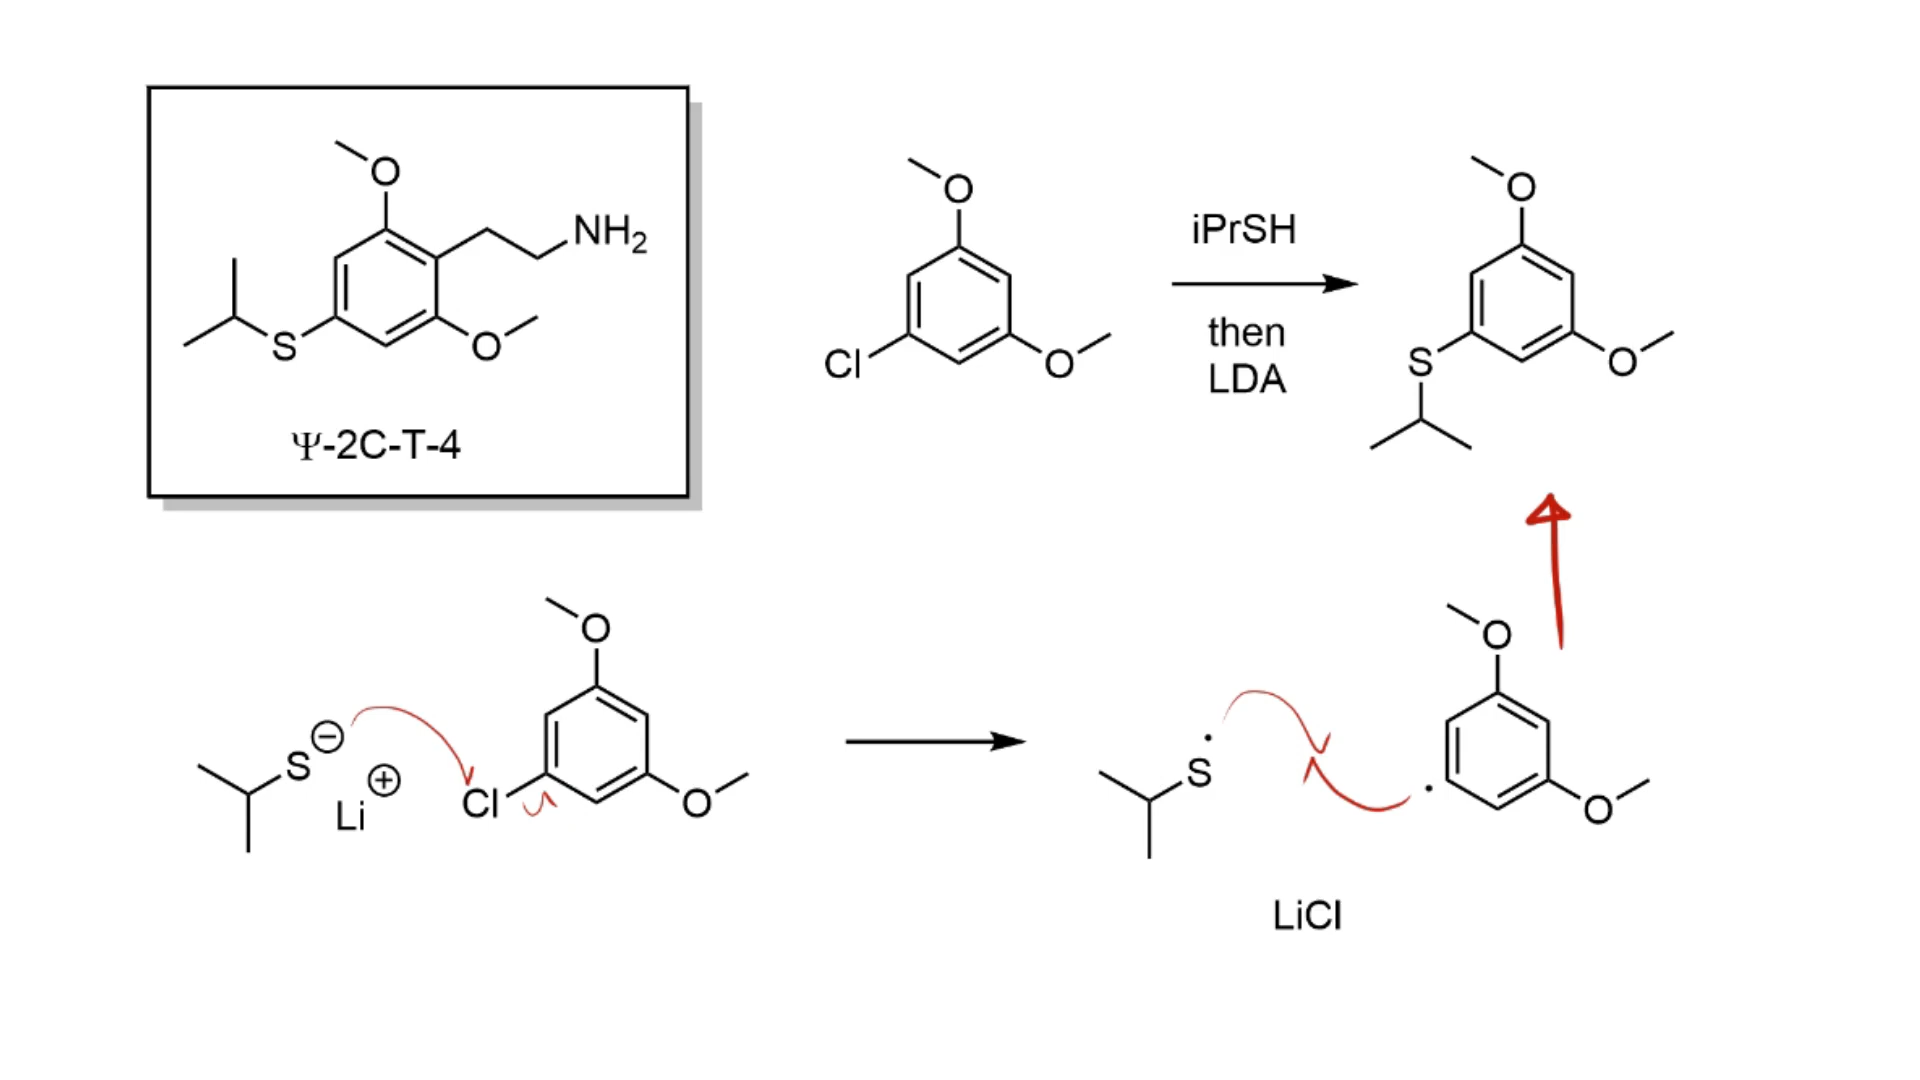 O
NH2
S
O
Ψ-2C-T-4
O
Cl
O
iPrSH
then
LDA
O
S
O
O
S
⊖
Li
⊕
Cl
O
S
O
O
LiCl